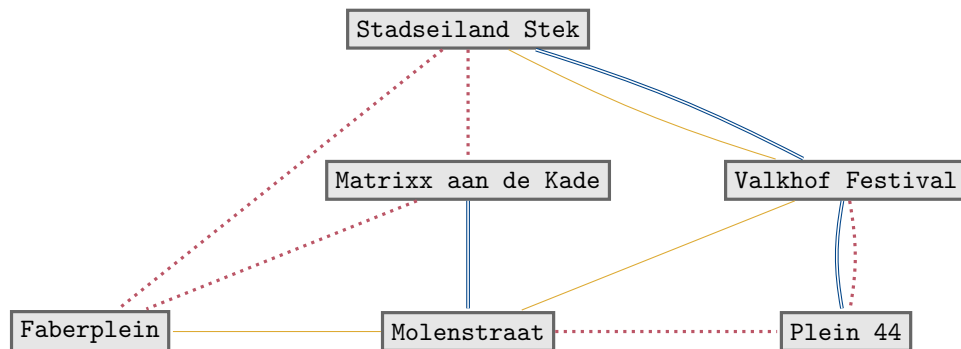 Stadseiland Stek
Matrixx aan de Kade
Valkhof Festival
Faberplein
Molenstraat
Plein 44